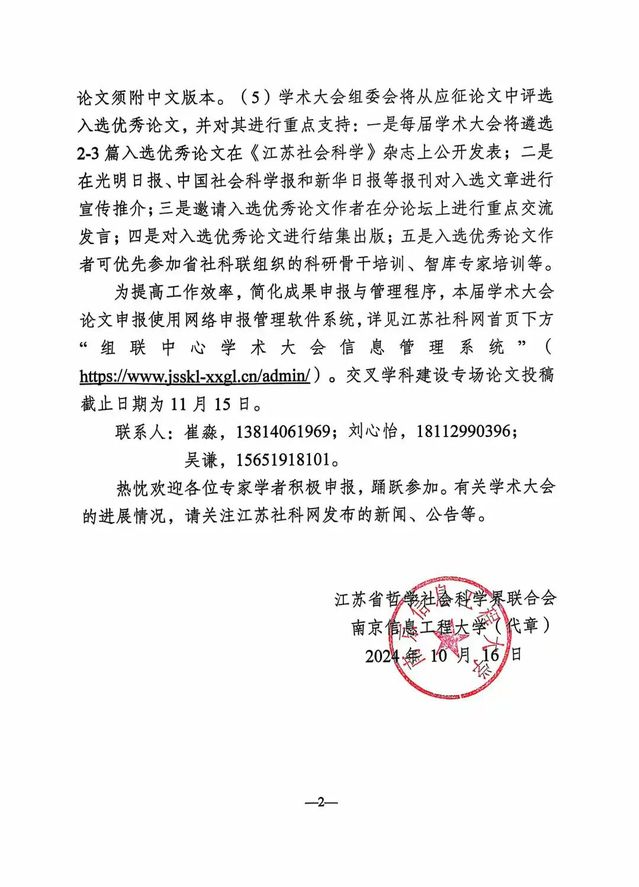 论文须附中文版本。（5）学术大会组委会将从应征论文中评选
入选优秀论文，并对其进行重点支持：一是每届学术大会将遴选
2-3 篇入选优秀论文在《江苏社会科学》杂志上公开发表；二是
在光明日报、中国社会科学报和新华日报等报刊对入选文章进行
宣传推介；三是邀请入选优秀论文作者在分论坛上进行重点交流
发言；四是对入选优秀论文进行结集出版；五是入选优秀论文作
者可优先参加省社科联组织的科研骨干培训、智库专家培训等。
为提高工作效率，简化成果申报与管理程序，本届学术大会
论文申报使用网络申报管理软件系统，详见江苏社科网首页下方
“组联中心学术大会信息管理系统”（
https://www.jsskl-xxgl.cn/admin/）。交叉学科建设专场论文投稿
截止日期为 11 月 15 日。
联系人：崔淼，13814061969；刘心怡，18112990396；
吴谦，15651918101。
热忱欢迎各位专家学者积极申报，踊跃参加。有关学术大会
的进展情况，请关注江苏社科网发布的新闻、公告等。
江苏省哲学社会科学界联合会
南京信息工程大学（代章）
2024 年 10 月 16 日
南京信息工程大学
—2—